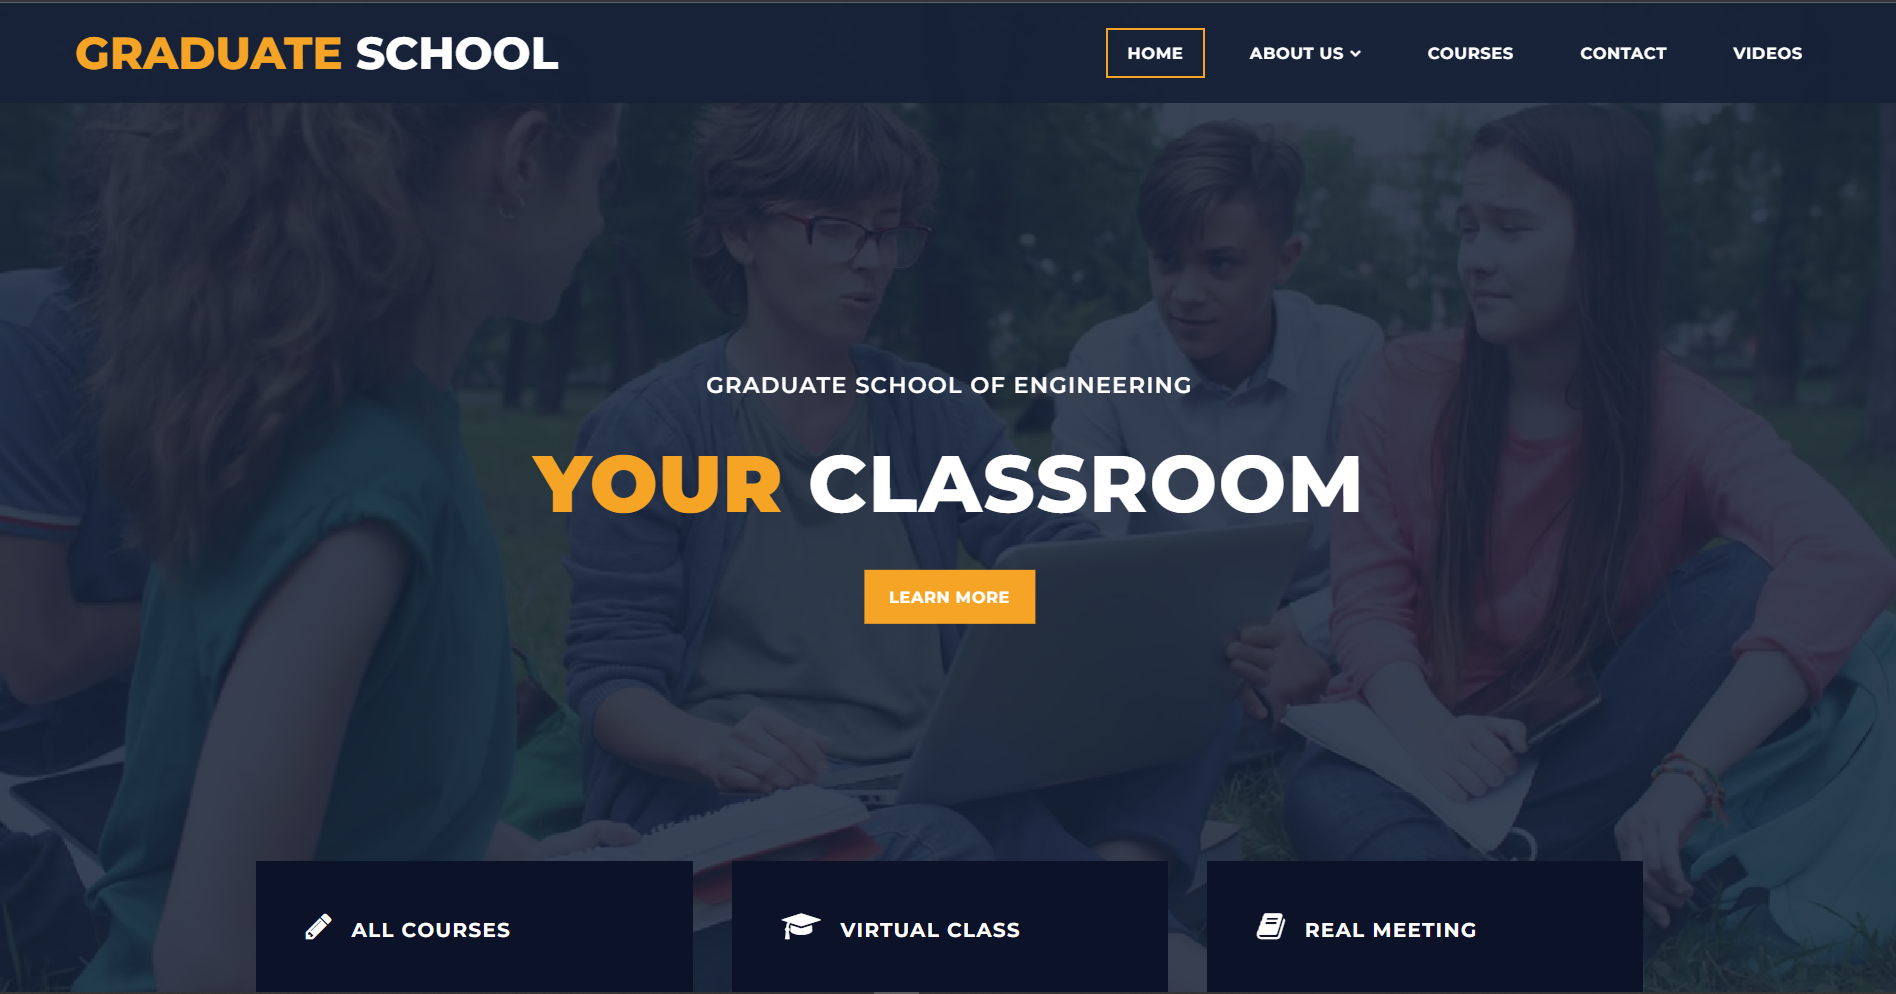 GRADUATE SCHOOL
HOME
ABOUT US
COURSES
CONTACT
VIDEOS
GRADUATE SCHOOL OF ENGINEERING
YOUR CLASSROOM
LEARN MORE
ALL COURSES
VIRTUAL CLASS
REAL MEETING